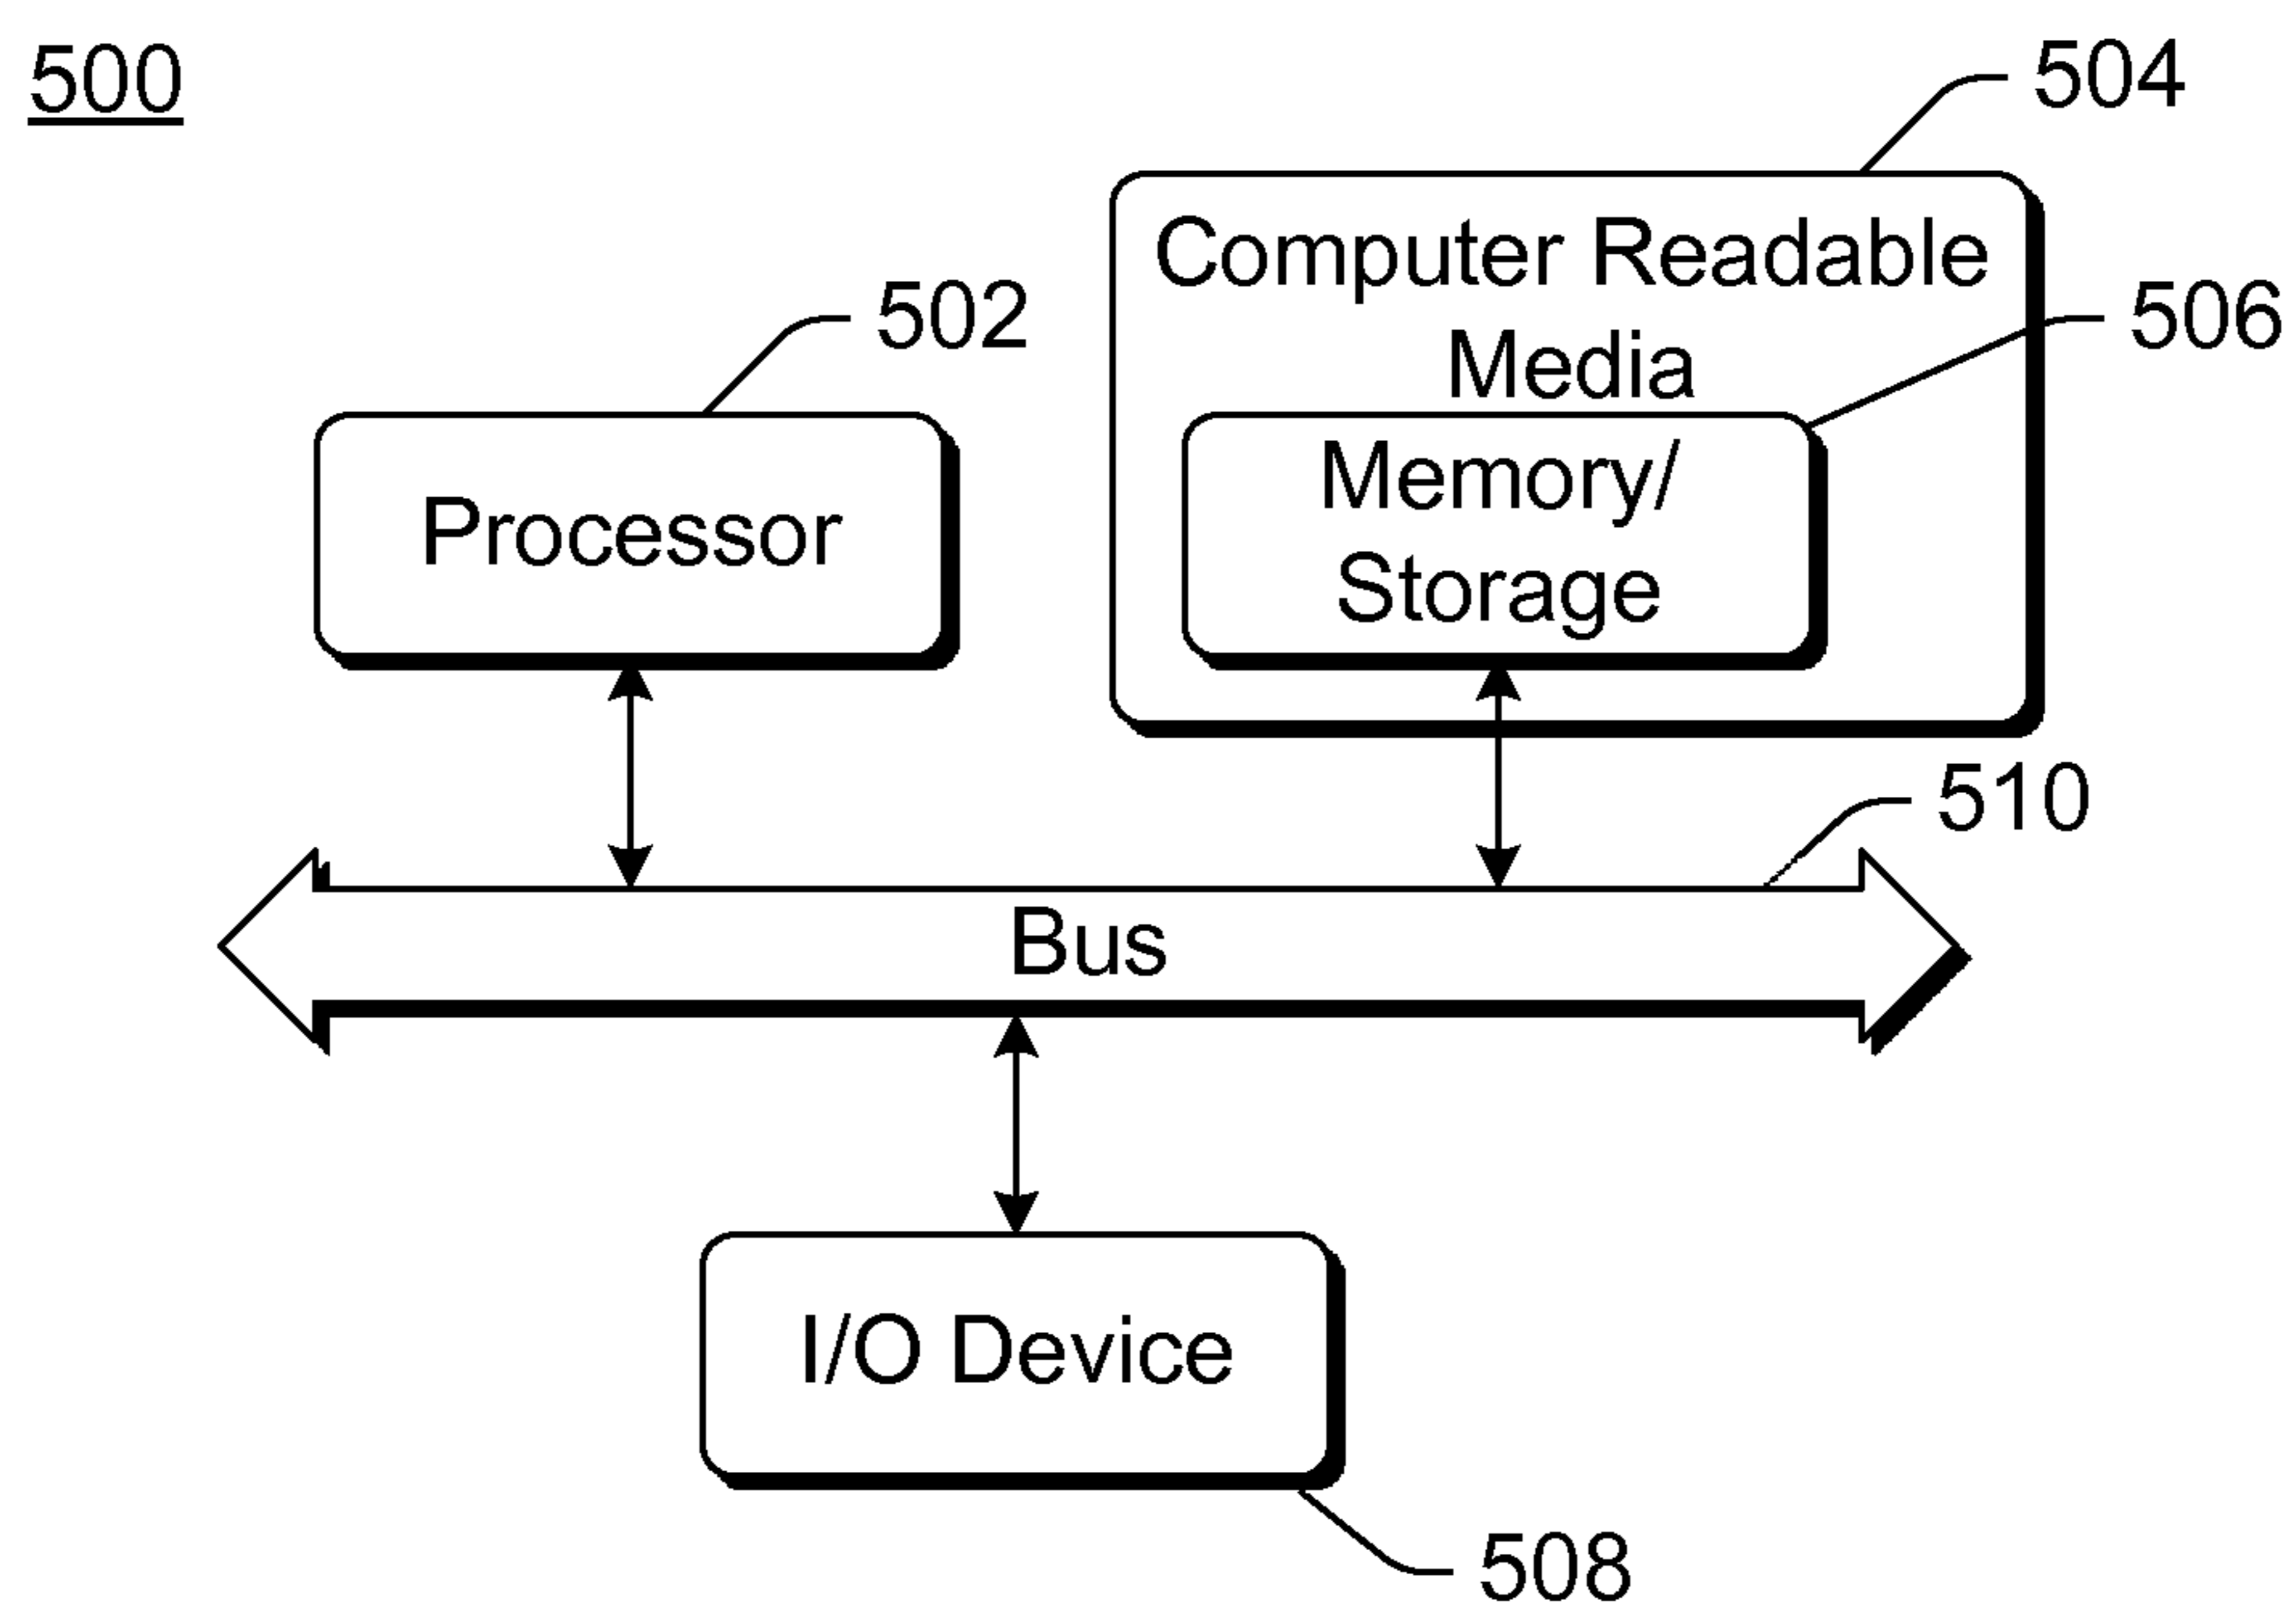 500
504
Computer Readable
Media
506
502
Processor
Memory/
Storage
510
Bus
I/O Device
508